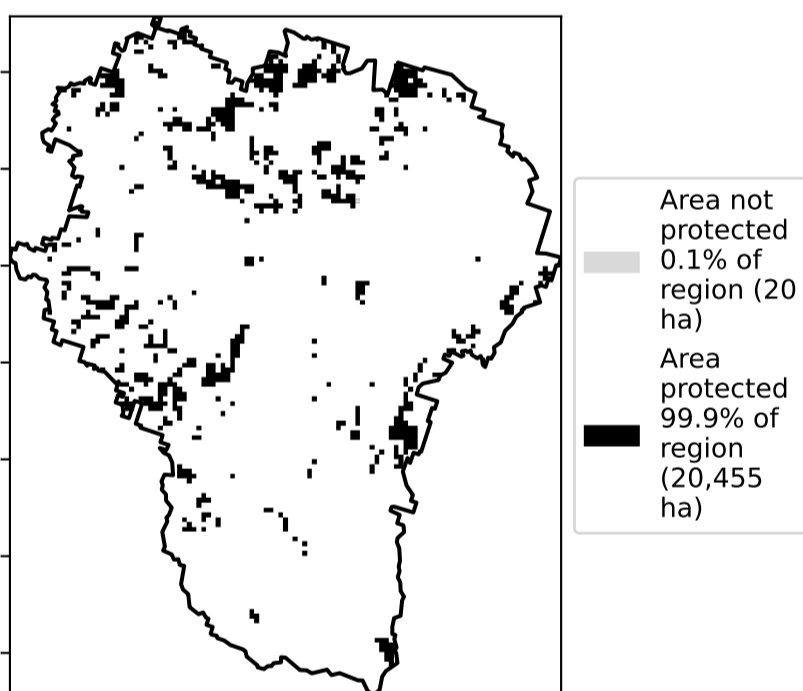 Area not
protected
0.1% of
region (20
ha)
Area
protected
99.9% of
region
(20,455
ha)